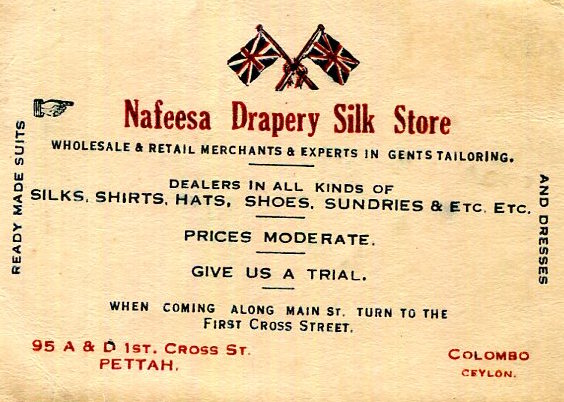 Nafeesa Drapery Silk Store
WHOLESALE & RETAIL MERCHANTS & EXPERTS IN GENTS TAILORING.
READY MADE SUITS
DEALERS IN ALL KINDS OF
SILKS, SHIRTS, HATS, SHOES, SUNDRIES & ETC. ETC.
AND DRESSES
PRICES MODERATE.
GIVE US A TRIAL.
WHEN COMING ALONG MAIN ST. TURN TO THE
FIRST CROSS STREET.
95 A & D 1ST. CROSS ST.
PETTAH.
COLOMBO
CEYLON.